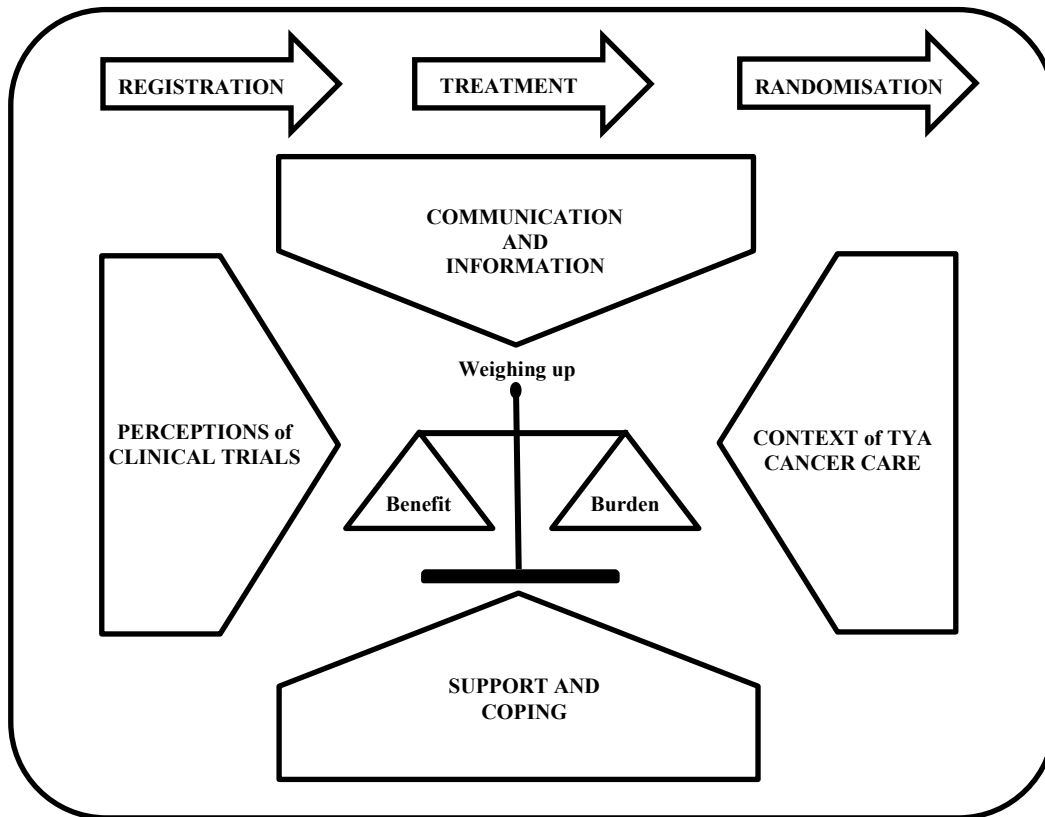 REGISTRATION
TREATMENT
RANDOMISATION
COMMUNICATION
AND
INFORMATION
Weighing up
PERCEPTIONS of
CLINICAL TRIALS
CONTEXT of TYA
CANCER CARE
Benefit
Burden
SUPPORT AND
COPING